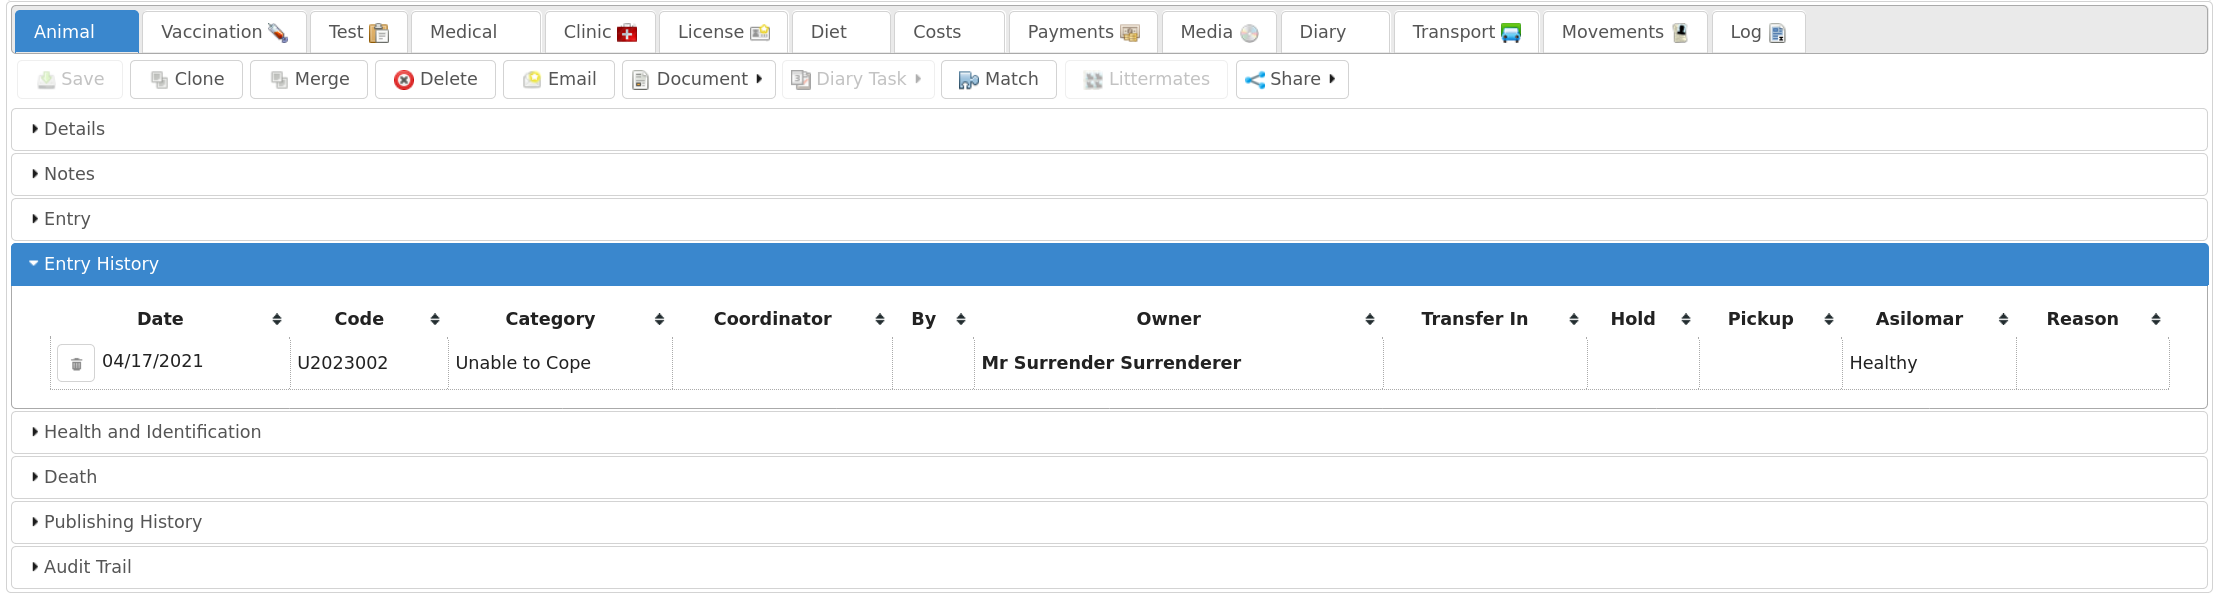 Animal Vaccination Test Medical Clinic License Diet Costs Payments Media Diary Transport Movements Log
Save Clone Merge Delete Email Document Diary Task Match Littermates Share
Details
Notes
Entry
Entry History
Date Code Category Coordinator By Owner Transfer In Hold Pickup Asilomar Reason
04/17/2021 U2023002 Unable to Cope Mr Surrender Surrenderer Healthy
Health and Identification
Death
Publishing History
Audit Trail